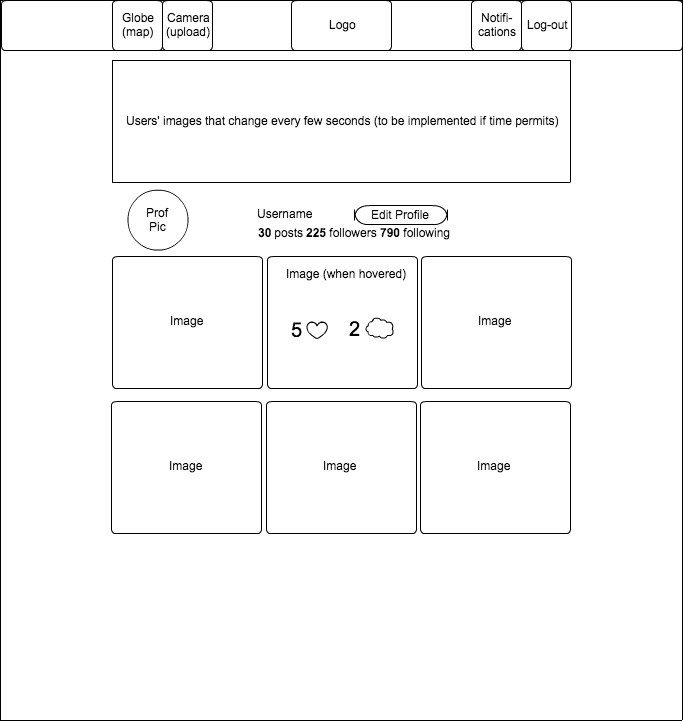 Globe
(map)
Camera
(upload)
Logo
Notifi-
cations
Log-out
Users' images that change every few seconds (to be implemented if time permits)
Prof
Pic
Username
Edit Profile
30 posts 225 followers 790 following
Image
Image (when hovered)
5
2
Image
Image
Image
Image